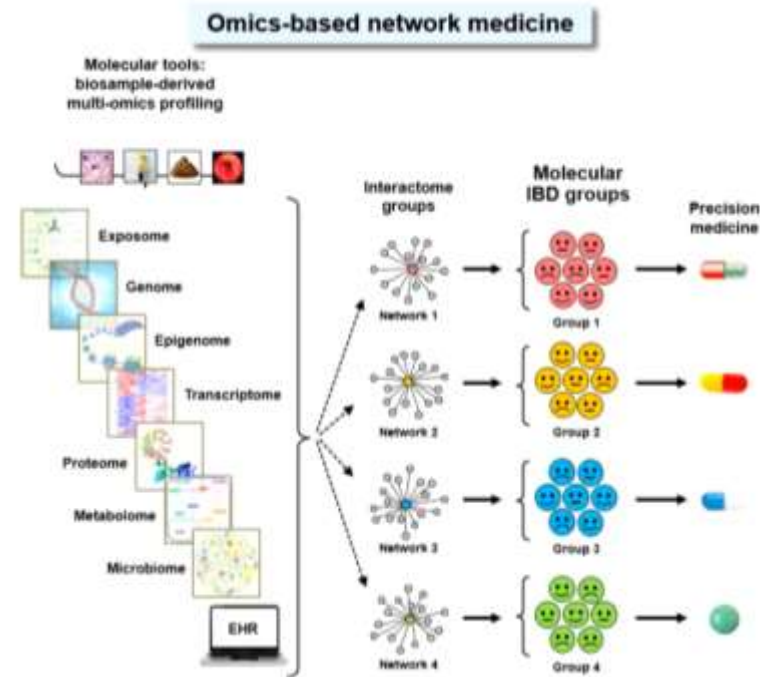 Omics-based network medicine
Molecular tools:
biosample-derived
multi-omics profiling
Exposome
Genome
Epigenome
Transcriptome
Proteome
Metabolome
Microbiome
EHR
Interactome
groups
Network 1
Network 2
Network 3
Network 4
Molecular
IBD groups
Group 1
Group 2
Group 3
Group 4
Precision
medicine